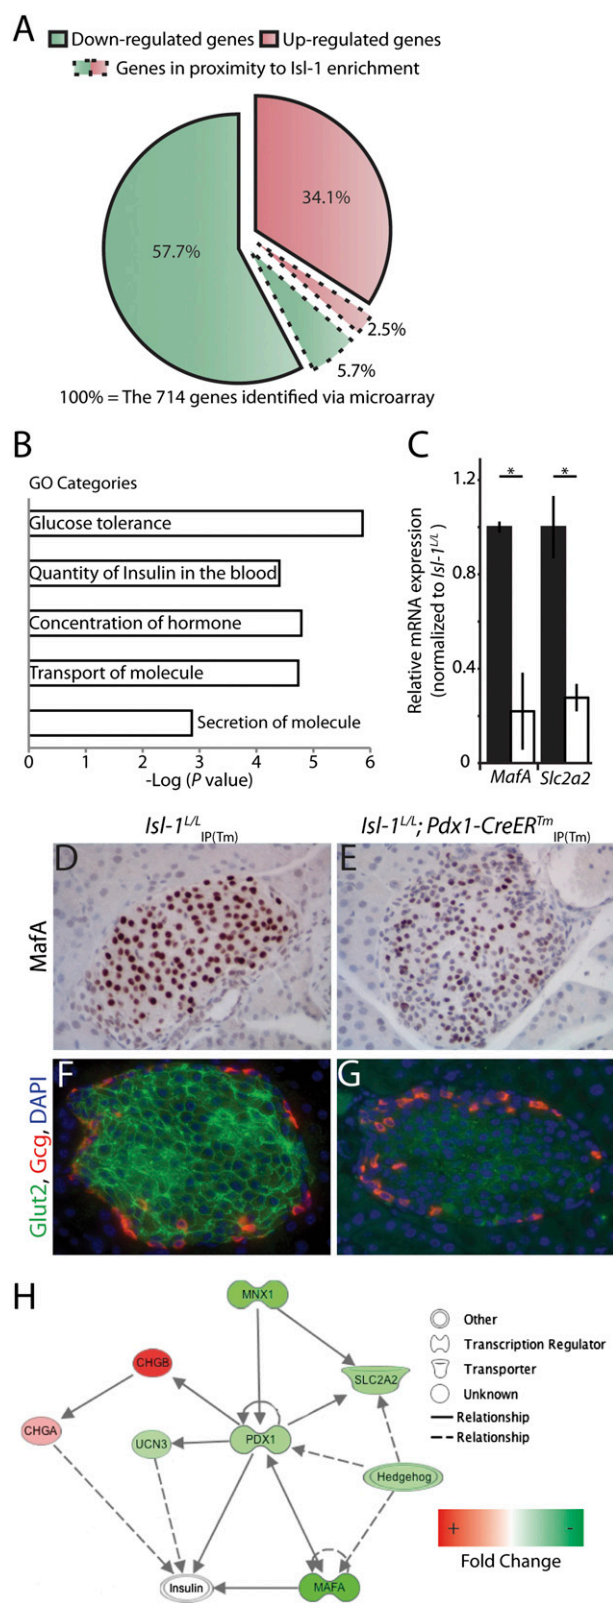 A
Down-regulated genes Up-regulated genes
Genes in proximity to Isl-1 enrichment
34.1%
57.7%
2.5%
5.7%
100% = The 714 genes identified via microarray
B
GO Categories
Glucose tolerance
Quantity of Insulin in the blood
Concentration of hormone
Transport of molecule
Secretion of molecule
0 1 2 3 4 5 6
-Log (P value)
C
Relative mRNA expression
(normalized to Isl-1L/L)
1.2
0.8
0.4
0
* *
MafA Slc2a2
Isl-1L/L IP(Tm)
Isl-1L/L; Pdx1-CreERTm IP(Tm)
MafA
D E
Glut2, Gcg, DAPI
F G
H
MNX1
CHGB
SLC2A2
CHGA
UCN3
PDX1
Hedgehog
Insulin
MAFA
Other
Transcription Regulator
Transporter
Unknown
Relationship
Relationship
+ -
Fold Change